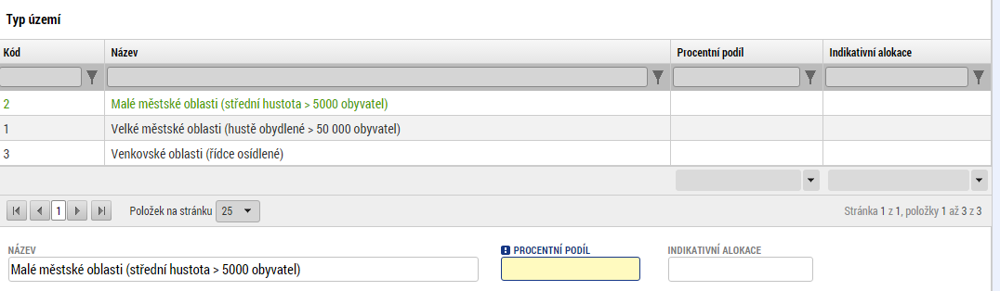 Typ území
Kód Název Procentní podíl Indikativní alokace
2 Malé městské oblasti (střední hustota > 5000 obyvatel)
1 Velké městské oblasti (hustě obydlené > 50 000 obyvatel)
3 Venkovské oblasti (řídce osídlené)
1 Položek na stránku 25 Stránka 1 z 1, položky 1 až 3 z 3
NÁZEV PROCENTNÍ PODÍL INDIKATIVNÍ ALOKACE
Malé městské oblasti (střední hustota > 5000 obyvatel)